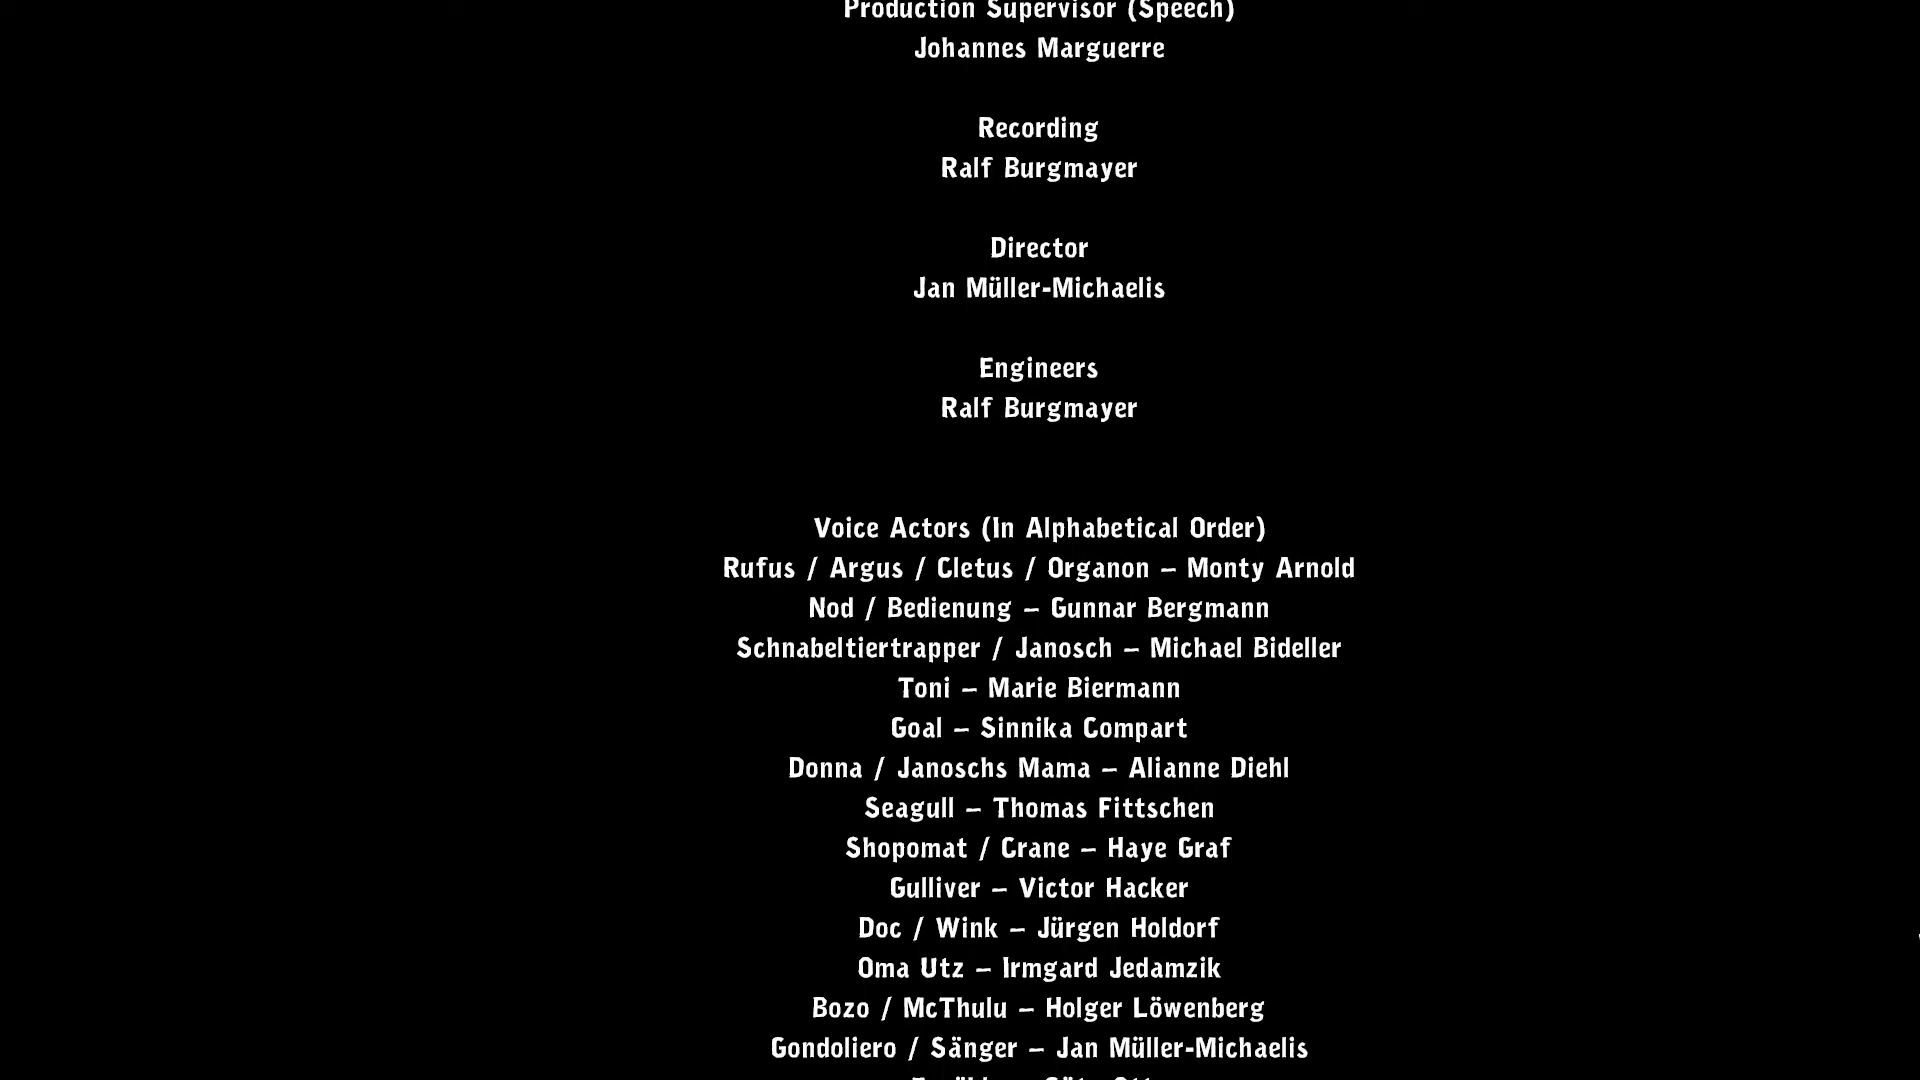 Production Supervisor (Speech)
Johannes Marguerre
Recording
Ralf Burgmayer
Director
Jan Müller-Michaelis
Engineers
Ralf Burgmayer
Voice Actors (In Alphabetical Order)
Rufus / Argus / Cletus / Organon – Monty Arnold
Nod / Bedienung – Gunnar Bergmann
Schnabeltiertrapper / Janosch – Michael Bideller
Toni – Marie Biermann
Goal – Sinnika Compart
Donna / Janoschs Mama – Alianne Diehl
Seagull – Thomas Fittschen
Shopomat / Crane – Haye Graf
Gulliver – Victor Hacker
Doc / Wink – Jürgen Holdorf
Oma Utz – Irmgard Jedamzik
Bozo / McThulu – Holger Löwenberg
Gondoliero / Sänger – Jan Müller-Michaelis